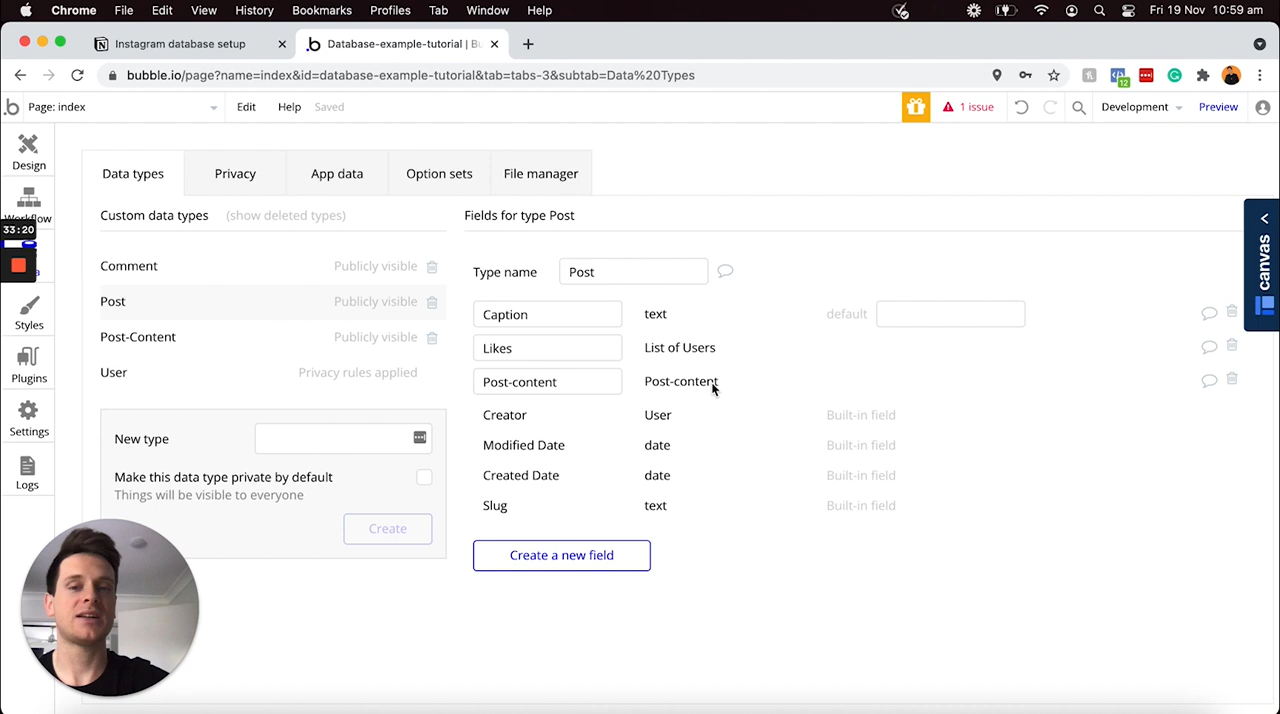 Chrome File Edit View History Bookmarks Profiles Tab Window Help Fri 19 Nov 10:59 am
Instagram database setup
Database-example-tutorial | Bu
bubble.io/page?name=index&id=database-example-tutorial&tab=tabs-3&subtab=Data%20Types
12
Page: index Edit Help Saved 1 issue Development Preview
Design
Workflow
33:20
Styles
Plugins
Settings
Logs
Data types Privacy App data Option sets File manager
Custom data types (show deleted types)
Comment Publicly visible
Post Publicly visible
Post-Content Publicly visible
User Privacy rules applied
New type
Make this data type private by default
Things will be visible to everyone
Create
Fields for type Post
Type name Post
Caption text default
Likes List of Users
Post-content Post-content
Creator User Built-in field
Modified Date date Built-in field
Created Date date Built-in field
Slug text Built-in field
Create a new field
canvas